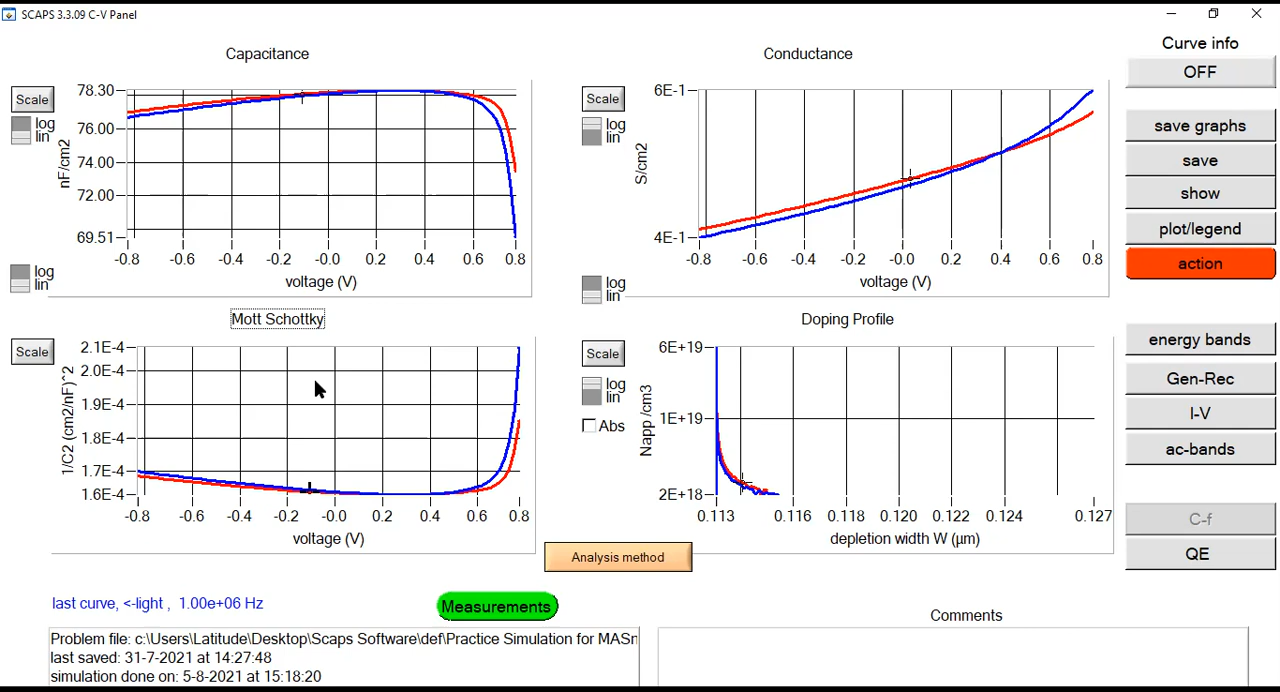 SCAPS 3.3.09 C-V Panel
Capacitance
Scale
log
lin
nF/cm2
78.30
76.00
74.00
72.00
69.51
-0.8 -0.6 -0.4 -0.2 -0.0 0.2 0.4 0.6 0.8
log
lin
voltage (V)
Conductance
Scale
log
lin
S/cm2
6E-1
4E-1
-0.8 -0.6 -0.4 -0.2 0.0 0.2 0.4 0.6 0.8
log
lin
voltage (V)
Mott Schottky
Scale
1/C2 (cm2/nF)^2
2.1E-4
2.0E-4
1.9E-4
1.8E-4
1.7E-4
1.6E-4
-0.8 -0.6 -0.4 -0.2 -0.0 0.2 0.4 0.6 0.8
voltage (V)
Doping Profile
Scale
log
lin
Abs
Napp /cm3
6E+19
1E+19
2E+18
0.113 0.116 0.118 0.120 0.122 0.124 0.127
depletion width W (µm)
Analysis method
Curve info
OFF
save graphs
save
show
plot/legend
action
energy bands
Gen-Rec
I-V
ac-bands
C-f
QE
last curve, <-light , 1.00e+06 Hz
Measurements
Comments
Problem file: c:\Users\Latitude\Desktop\Scaps Software\def\Practice Simulation for MASn
last saved: 31-7-2021 at 14:27:48
simulation done on: 5-8-2021 at 15:18:20